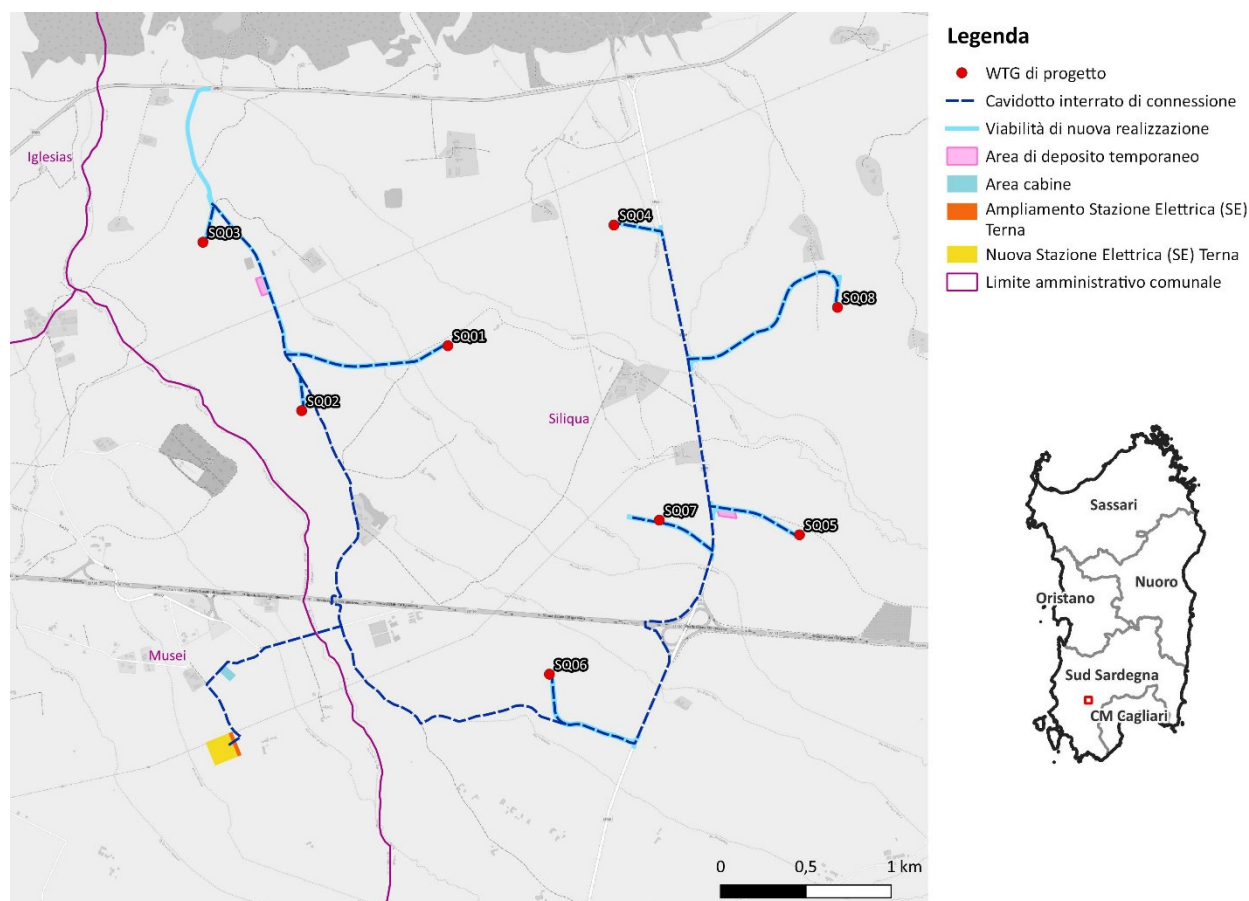 Iglesias
SQ03
SQ04
SQ08
SQ01
SQ02
Siliqua
SQ07
SQ05
Musei
SQ06
0 0,5 1 km
Legenda
WTG di progetto
Cavidotto interrato di connessione
Viabilità di nuova realizzazione
Area di deposito temporaneo
Area cabine
Ampliamento Stazione Elettrica (SE)
Terna
Nuova Stazione Elettrica (SE) Terna
Limite amministrativo comunale
Sassari
Nuoro
Oristano
Sud Sardegna
CM Cagliari